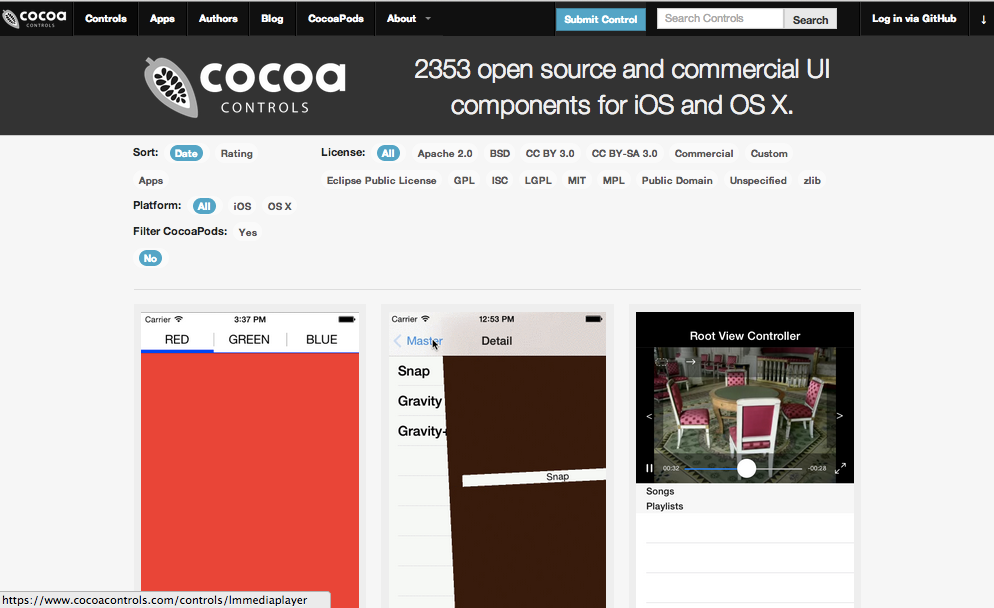 cocoa CONTROLS Controls Apps Authors Blog CocoaPods About Submit Control Search Controls Search Log in via GitHub ↓
cocoa
CONTROLS
2353 open source and commercial UI
components for iOS and OS X.
Sort: Date Rating
Apps
Platform: All iOS OS X
Filter CocoaPods: Yes
No
License: All Apache 2.0 BSD CC BY 3.0 CC BY-SA 3.0 Commercial Custom
Eclipse Public License GPL ISC LGPL MIT MPL Public Domain Unspecified zlib
Carrier 3:37 PM
RED GREEN BLUE
Carrier 12:53 PM
Master Detail
Snap
Gravity
Gravity+
Snap
Root View Controller
< >
00:32 -00:28
Songs
Playlists
https://www.cocoacontrols.com/controls/lmmediaplayer